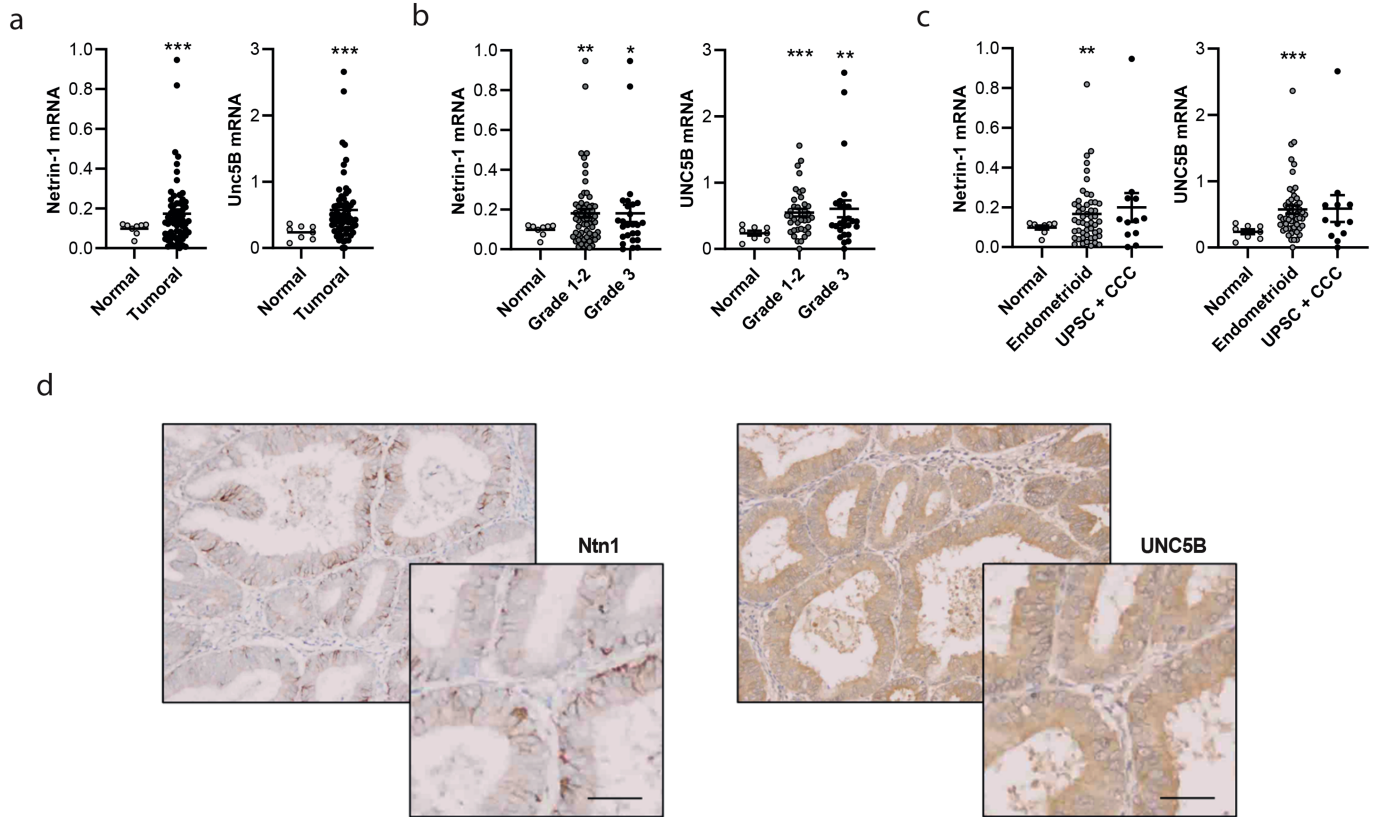 a
b
c
Netrin-1 mRNA
1.0
0.8
0.6
0.4
0.2
0.0
***
Normal
Tumoral
Unc5B mRNA
3
2
1
0
***
Normal
Tumoral
Netrin-1 mRNA
1.0
0.8
0.6
0.4
0.2
0.0
**
*
Normal
Grade 1-2
Grade 3
UNC5B mRNA
3
2
1
0
***
**
Normal
Grade 1-2
Grade 3
Netrin-1 mRNA
1.0
0.8
0.6
0.4
0.2
0.0
**
Normal
Endometrioid
UPSC + CCC
UNC5B mRNA
3
2
1
0
***
Normal
Endometrioid
UPSC + CCC
d
Ntn1
UNC5B